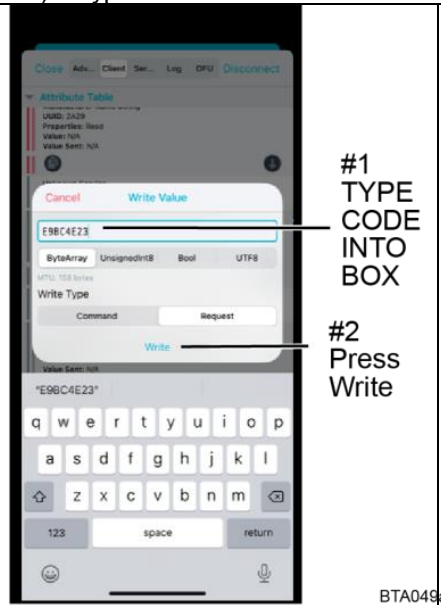 Close Adv... Client Ser... Log DFU Disconnect
Attribute Table
UUID: 2A29
Properties: Read
Value: N/A
Value Sent: N/A
Cancel Write Value
E9BC4E23
ByteArray UnsignedInt8 Bool UTF8
MTU: 158 bytes
Write Type
Command Request
Write
Value Sent: N/A
"E9BC4E23"
q w e r t y u i o p
a s d f g h j k l
z x c v b n m
123 space return
#1
TYPE
CODE
INTO
BOX
#2
Press
Write
BTA049